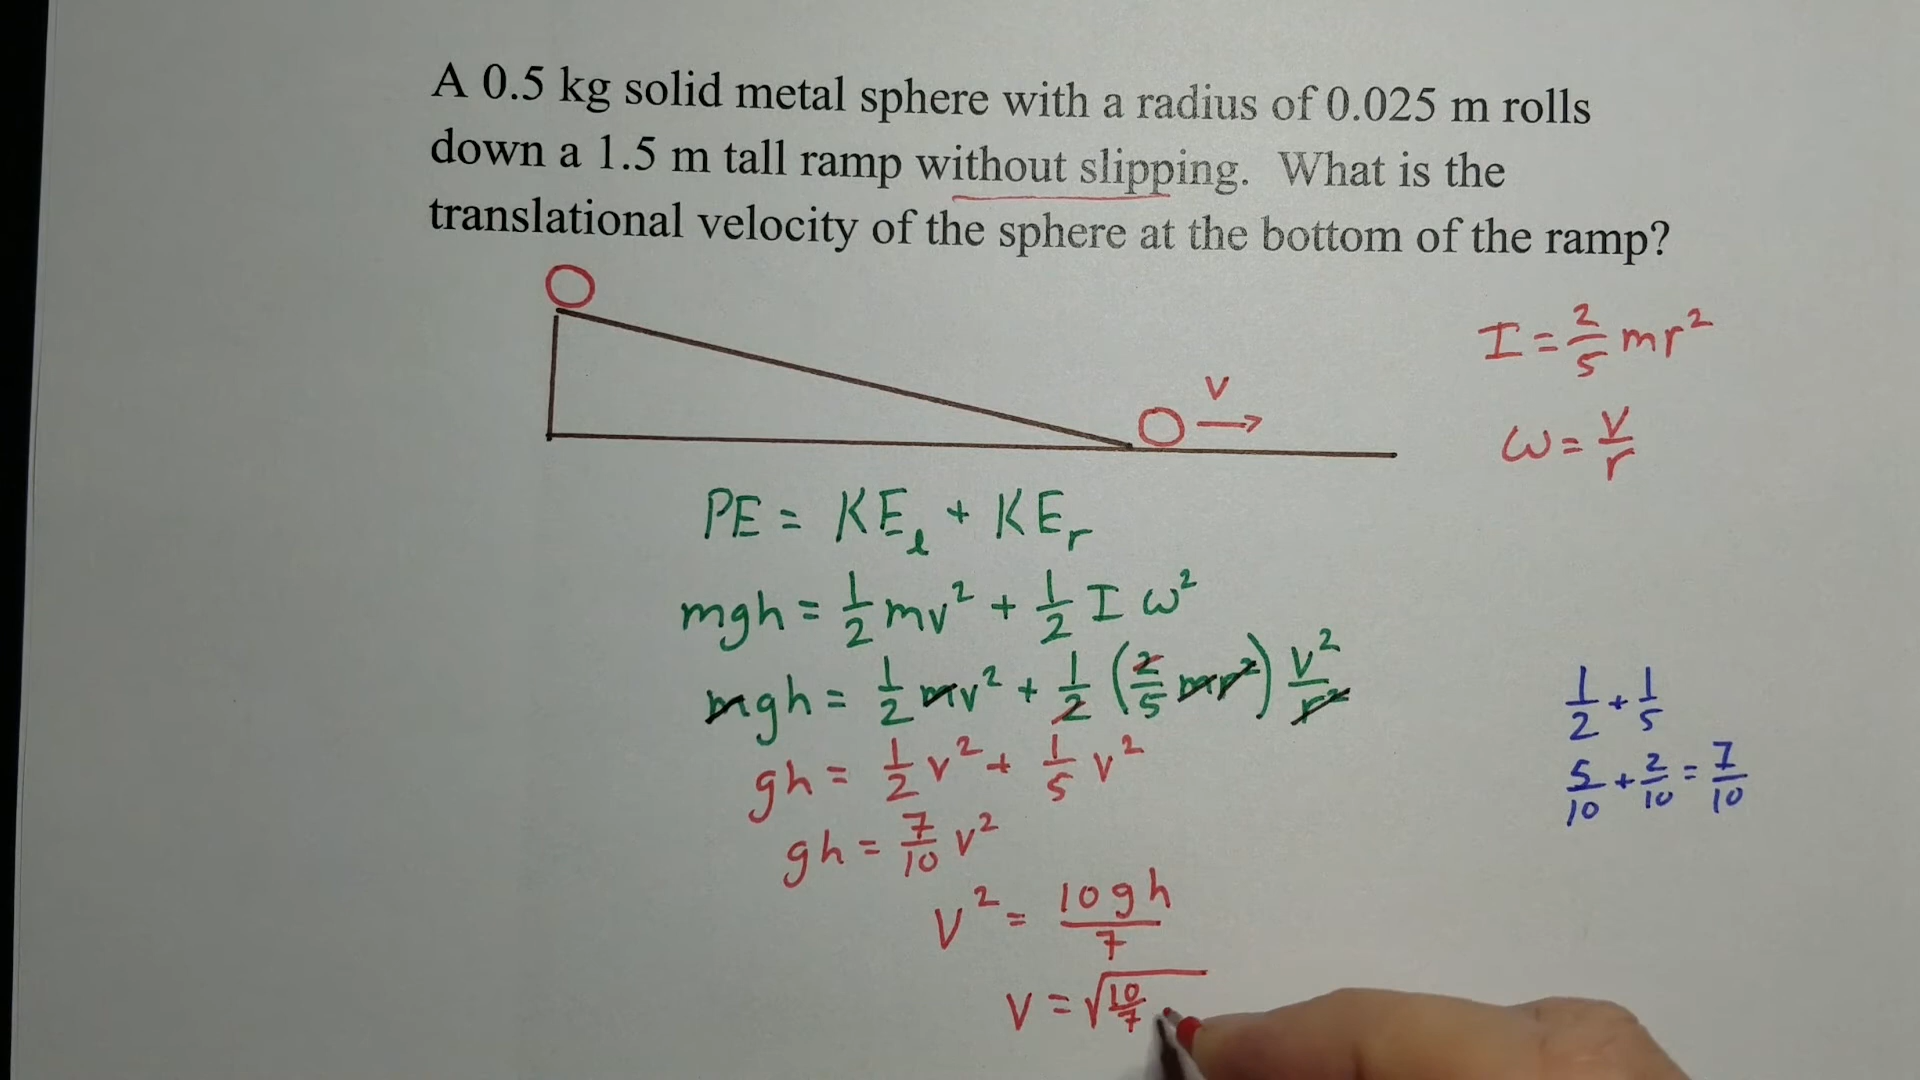 A 0.5 kg solid metal sphere with a radius of 0.025 m rolls
down a 1.5 m tall ramp without slipping. What is the
translational velocity of the sphere at the bottom of the ramp?
I = 2/5 mr²
V
ω = v/r
PE = KE_l + KE_r
mgh = 1/2 mv² + 1/2 I ω²
mgh = 1/2 mv² + 1/2 (2/5 mr²) v²/r²
1/2 + 1/5
gh = 1/2 v² + 1/5 v²
5/10 + 2/10 = 7/10
gh = 7/10 v²
V² = 10gh/7
V = √10/7